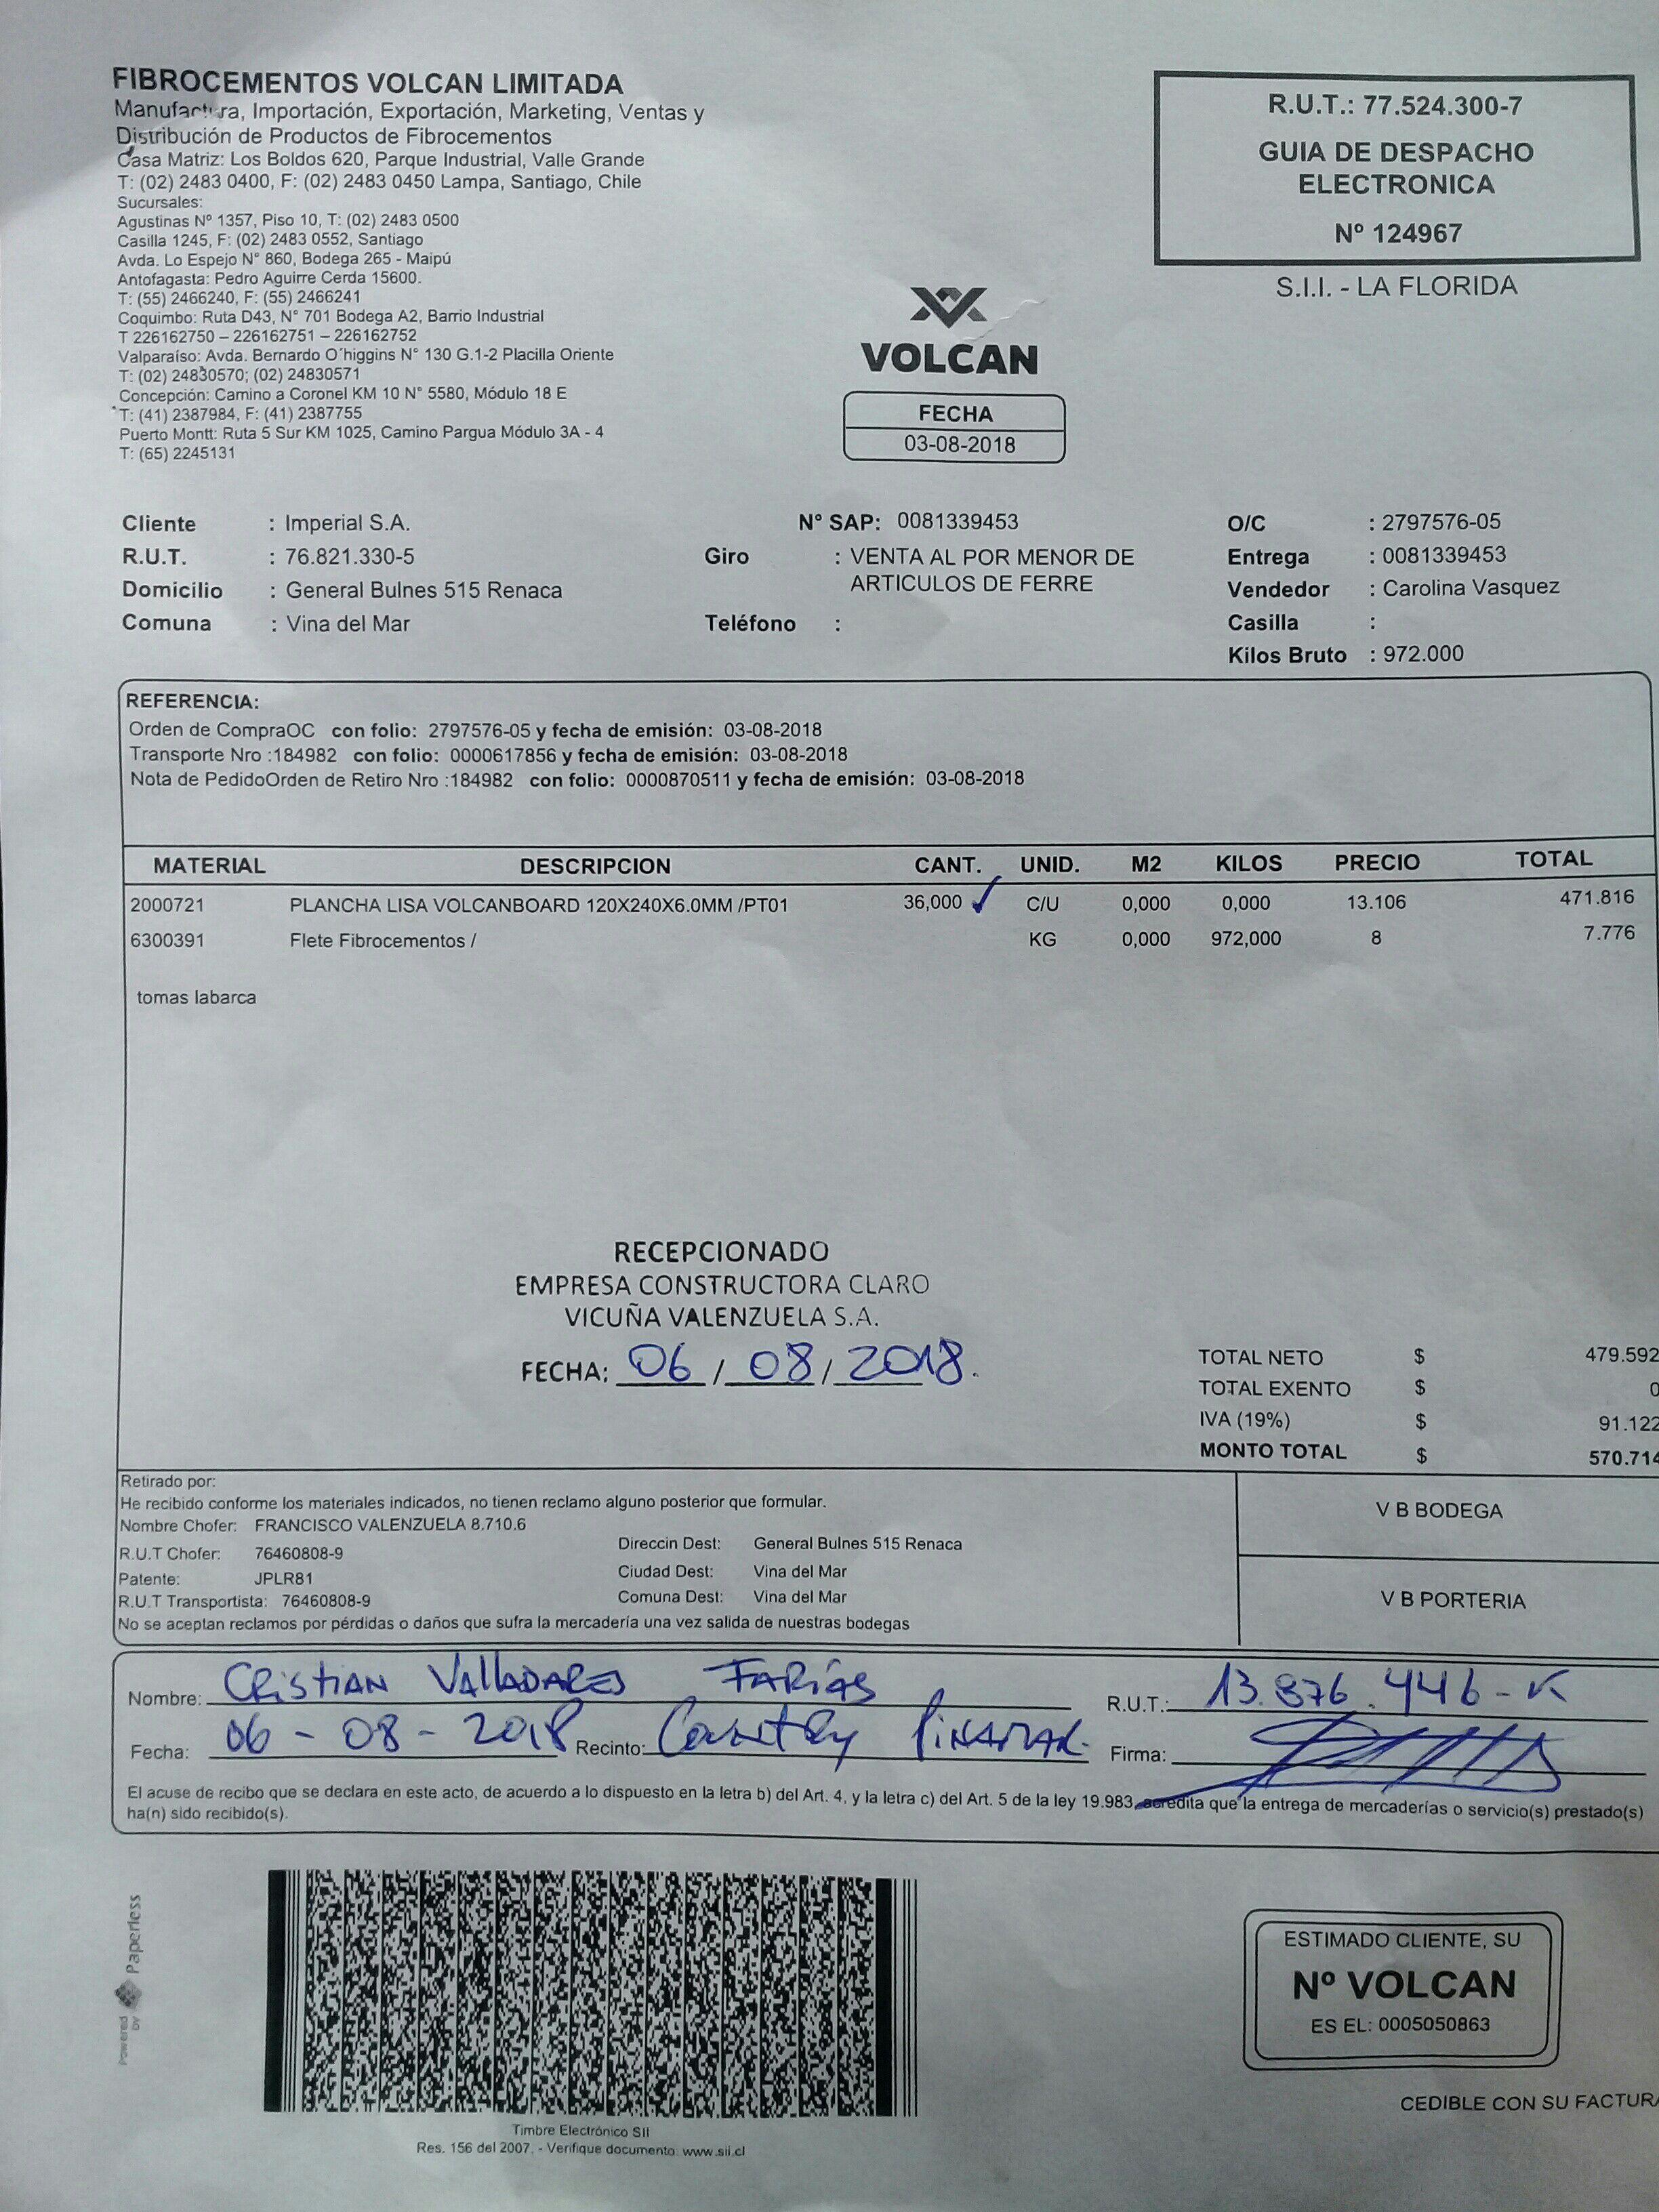 FIBROCEMENTOS VOLCAN LIMITADA
Manufactura, Importación, Exportación, Marketing, Ventas y
Distribución de Productos de Fibrocementos
Casa Matriz: Los Boldos 620, Parque Industrial, Valle Grande
T: (02) 2483 0400, F: (02) 2483 0450 Lampa, Santiago, Chile
Sucursales:
Agustinas Nº 1357, Piso 10, T: (02) 2483 0500
Casilla 1245, F: (02) 2483 0552, Santiago
Avda. Lo Espejo N° 860, Bodega 265 - Maipú
Antofagasta: Pedro Aguirre Cerda 15600.
T: (55) 2466240, F: (55) 2466241
Coquimbo: Ruta D43, N° 701 Bodega A2, Barrio Industrial
T 226162750 – 226162751 – 226162752
Valparaíso: Avda. Bernardo O´higgins N° 130 G.1-2 Placilla Oriente
T: (02) 24830570; (02) 24830571
Concepción: Camino a Coronel KM 10 N° 5580, Módulo 18 E
T: (41) 2387984, F: (41) 2387755
Puerto Montt: Ruta 5 Sur KM 1025, Camino Pargua Módulo 3A - 4
T: (65) 2245131
VOLCAN
FECHA
03-08-2018
R.U.T.: 77.524.300-7
GUIA DE DESPACHO
ELECTRONICA
Nº 124967
S.I.I. - LA FLORIDA
Cliente : Imperial S.A. N° SAP: 0081339453 O/C : 2797576-05
R.U.T. : 76.821.330-5 Giro : VENTA AL POR MENOR DE Entrega : 0081339453
ARTICULOS DE FERRE
Domicilio : General Bulnes 515 Renaca Vendedor : Carolina Vasquez
Comuna : Vina del Mar Teléfono : Casilla :
Kilos Bruto : 972.000
REFERENCIA:
Orden de CompraOC con folio: 2797576-05 y fecha de emisión: 03-08-2018
Transporte Nro :184982 con folio: 0000617856 y fecha de emisión: 03-08-2018
Nota de PedidoOrden de Retiro Nro :184982 con folio: 0000870511 y fecha de emisión: 03-08-2018
MATERIAL DESCRIPCION CANT. UNID. M2 KILOS PRECIO TOTAL
2000721 PLANCHA LISA VOLCANBOARD 120X240X6.0MM /PT01 36,000 C/U 0,000 0,000 13.106 471.816
6300391 Flete Fibrocementos / KG 0,000 972,000 8 7.776
tomas labarca
RECEPCIONADO
EMPRESA CONSTRUCTORA CLARO
VICUÑA VALENZUELA S.A.
FECHA: 06 / 08 / 2018.
TOTAL NETO $ 479.592
TOTAL EXENTO $ 0
IVA (19%) $ 91.122
MONTO TOTAL $ 570.714
Retirado por:
He recibido conforme los materiales indicados, no tienen reclamo alguno posterior que formular.
Nombre Chofer: FRANCISCO VALENZUELA 8.710.6
R.U.T Chofer: 76460808-9 Direccin Dest: General Bulnes 515 Renaca
Patente: JPLR81 Ciudad Dest: Vina del Mar
R.U.T Transportista: 76460808-9 Comuna Dest: Vina del Mar
No se aceptan reclamos por pérdidas o daños que sufra la mercadería una vez salida de nuestras bodegas
V B BODEGA
V B PORTERIA
Nombre: CRistiAN VAllADARES FARíAS R.U.T.: 13.876.446-K
Fecha: 06 - 08 - 2018 Recinto: Country PiNAMAR. Firma:
El acuse de recibo que se declara en este acto, de acuerdo a lo dispuesto en la letra b) del Art. 4, y la letra c) del Art. 5 de la ley 19.983, acredita que la entrega de mercaderías o servicio(s) prestado(s)
ha(n) sido recibido(s).
Powered by Paperless
Timbre Electrónico SII
Res. 156 del 2007. - Verifique documento: www.sii.cl
ESTIMADO CLIENTE, SU
Nº VOLCAN
ES EL: 0005050863
CEDIBLE CON SU FACTURA